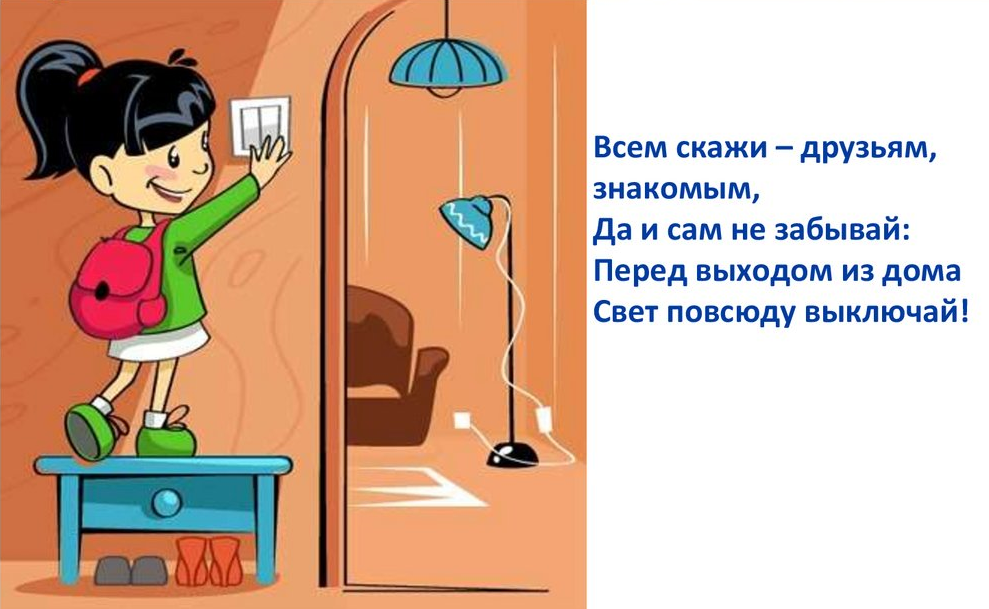 Всем скажи – друзьям,
знакомым,
Да и сам не забывай:
Перед выходом из дома
Свет повсюду выключай!